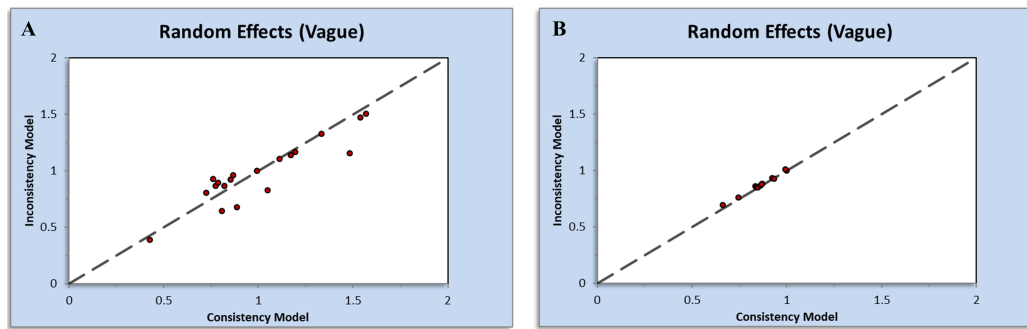 A
Random Effects (Vague)
2
1.5
1
0.5
0
Inconsistency Model
0 0.5 1 1.5 2
Consistency Model
B
Random Effects (Vague)
2
1.5
1
0.5
0
Inconsistency Model
0 0.5 1 1.5 2
Consistency Model